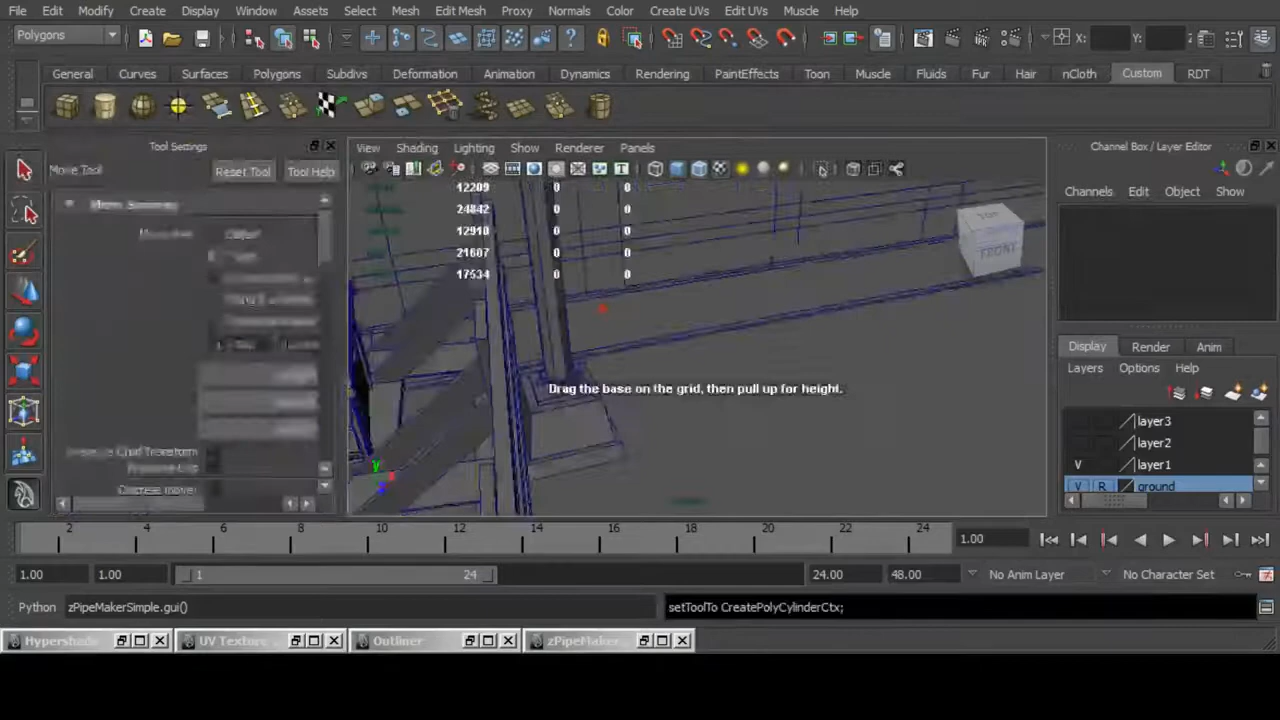 File Edit Modify Create Display Window Assets Select Mesh Edit Mesh Proxy Normals Color Create UVs Edit UVs Muscle Help
Polygons X: Y: Z
General Curves Surfaces Polygons Subdivs Deformation Animation Dynamics Rendering PaintEffects Toon Muscle Fluids Fur Hair nCloth Custom RDT
Tool Settings
Move Tool Reset Tool Tool Help
View Shading Lighting Show Renderer Panels
12209 0 0
24842 0 0
12910 0 0
21607 0 0
17534 0 0
TOP
FRONT
Drag the base on the grid, then pull up for height.
y
Channel Box / Layer Editor
Channels Edit Object Show
Display Render Anim
Layers Options Help
layer3
layer2
V layer1
V R ground
2 4 6 8 10 12 14 16 18 20 22 24 1.00
1.00 1.00 1 24 24.00 48.00 No Anim Layer No Character Set
Python zPipeMakerSimple.gui() setToolTo CreatePolyCylinderCtx;
Hypershade UV Texture Outliner zPipeMaker